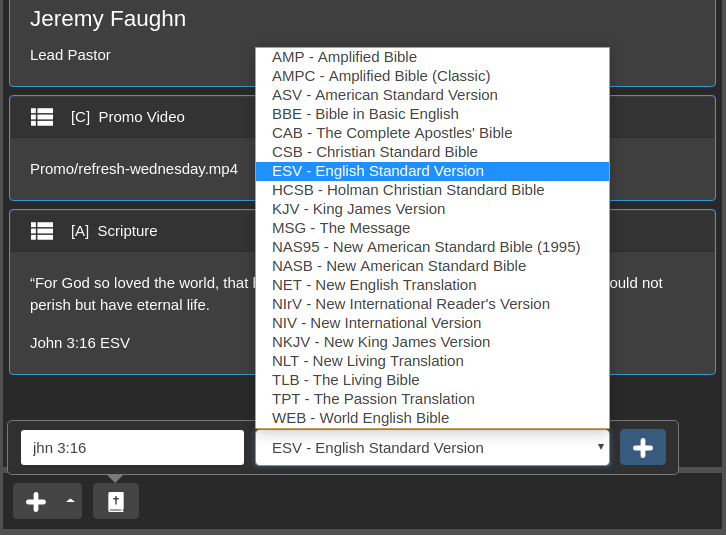 Jeremy Faughn
Lead Pastor
[C] Promo Video
Promo/refresh-wednesday.mp4
[A] Scripture
“For God so loved the world, that
ould not
perish but have eternal life.
John 3:16 ESV
AMP - Amplified Bible
AMPC - Amplified Bible (Classic)
ASV - American Standard Version
BBE - Bible in Basic English
CAB - The Complete Apostles' Bible
CSB - Christian Standard Bible
ESV - English Standard Version
HCSB - Holman Christian Standard Bible
KJV - King James Version
MSG - The Message
NAS95 - New American Standard Bible (1995)
NASB - New American Standard Bible
NET - New English Translation
NIrV - New International Reader's Version
NIV - New International Version
NKJV - New King James Version
NLT - New Living Translation
TLB - The Living Bible
TPT - The Passion Translation
WEB - World English Bible
jhn 3:16
ESV - English Standard Version